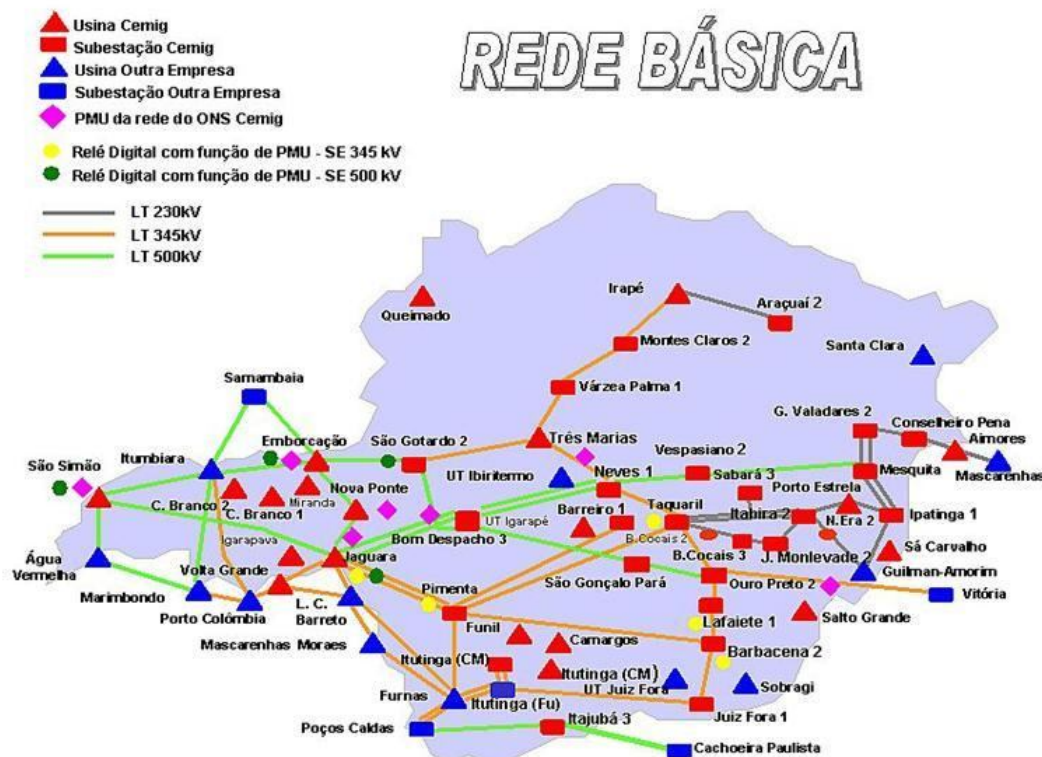 Usina Cemig
Subestação Cemig
Usina Outra Empresa
Subestação Outra Empresa
PMU da rede do ONS Cemig
Relé Digital com função de PMU - SE 345 kV
Relé Digital com função de PMU - SE 500 kV
LT 230kV
LT 345kV
LT 500kV
REDE BÁSICA
Irapé
Araçuaí 2
Queimado
Montes Claros 2
Santa Clara
Samambaia
Várzea Palma 1
G. Valadares 2
Conselheiro Pena
Aimores
Mascarenhas
Emborcação
São Gotardo 2
Três Marias
Vespasiano 2
Itumbiara
São Simão
UT Ibiritermo
Neves 1
Sabará 3
Mesquita
Porto Estrela
C. Branco 2
C. Branco 1
Miranda
Nova Ponte
Taquaril
Barreiro 1
Itabira 2
N.Era 2
Ipatinga 1
UT Igarapé
Bom Despacho 3
B.Cocais 2
B.Cocais 3
J. Monlevade 2
Sá Carvalho
Igarapava
Jaguara
Água
Vermelha
Volta Grande
Marimbondo
Pimenta
São Gonçalo Pará
Ouro Preto 2
Guilman-Amorim
Vitória
Porto Colômbia
L. C.
Barreto
Funil
Camargos
Lafaiete 1
Salto Grande
Mascarenhas Moraes
Itutinga (CM)
Itutinga (CM)
Barbacena 2
UT Juiz Fora
Sobragi
Furnas
Itutinga (Fu)
Juiz Fora 1
Poços Caldas
Itajubá 3
Cachoeira Paulista